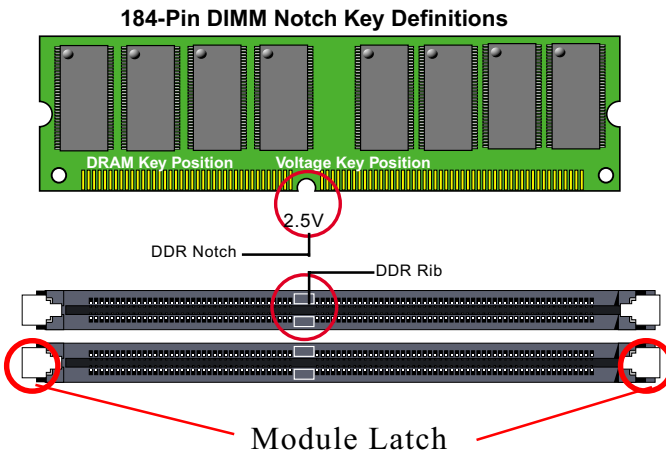 184-Pin DIMM Notch Key Definitions
DRAM Key Position Voltage Key Position
2.5V
DDR Notch
DDR Rib
Module Latch